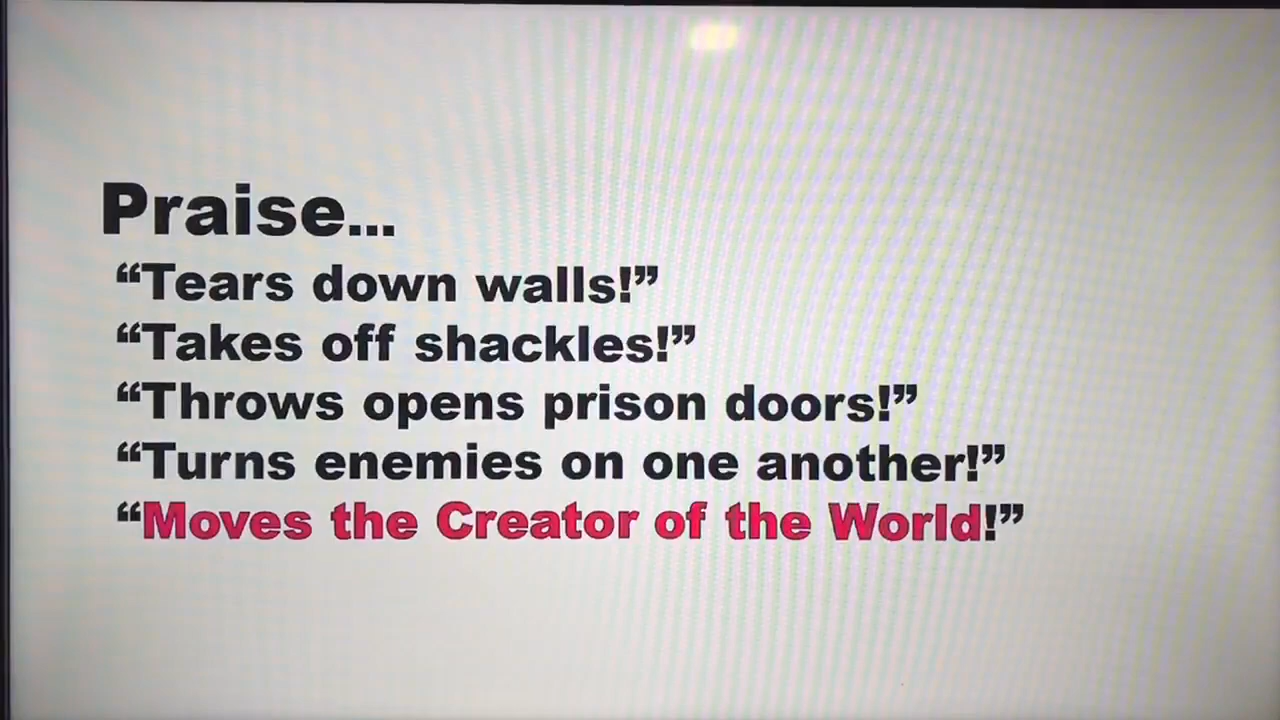 Praise...
“Tears down walls!”
“Takes off shackles!”
“Throws opens prison doors!”
“Turns enemies on one another!”
“Moves the Creator of the World!”